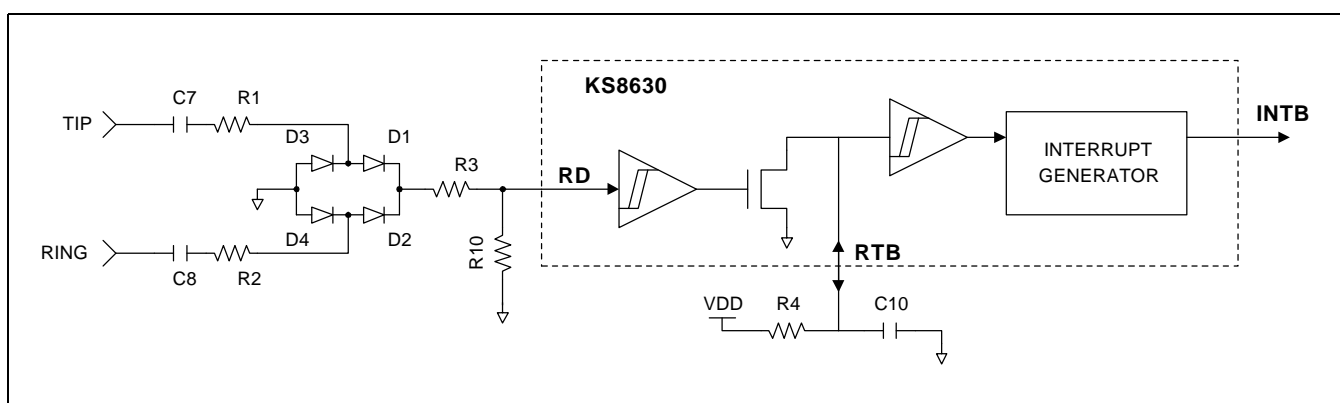 KS8630
C7
R1
TIP
D3
D1
INTB
R3
INTERRUPT
GENERATOR
RD
D4
D2
RING
C8
R2
R10
RTB
VDD
R4
C10